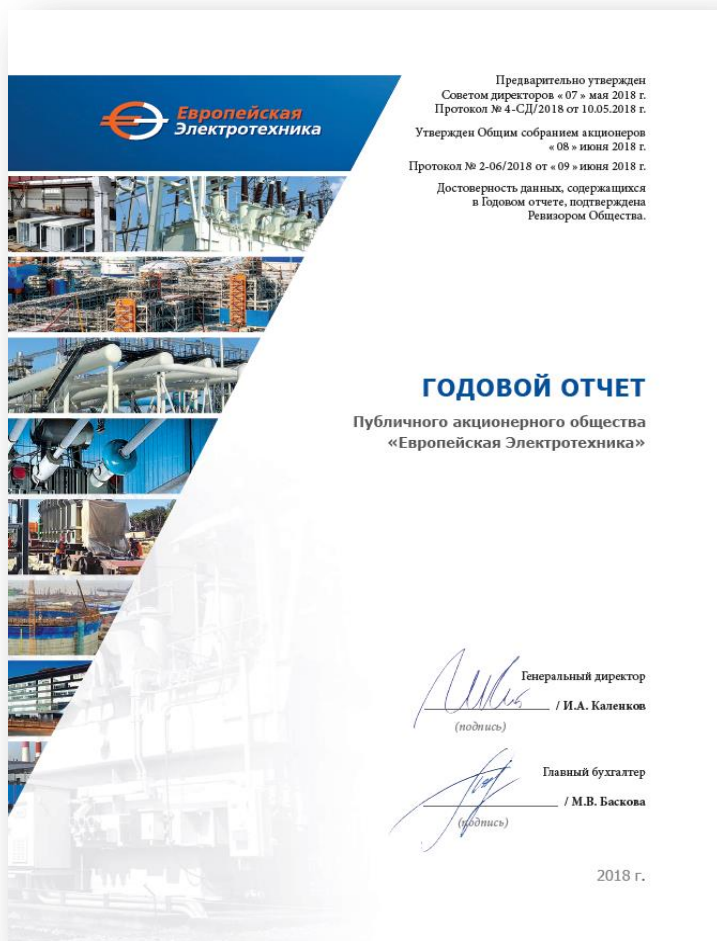 Европейская
Электротехника
Предварительно утвержден
Советом директоров « 07 » мая 2018 г.
Протокол № 4-СД/2018 от 10.05.2018 г.
Утвержден Общим собранием акционеров
« 08 » июня 2018 г.
Протокол № 2-06/2018 от « 09 » июня 2018 г.
Достоверность данных, содержащихся
в Годовом отчете, подтверждена
Ревизором Общества.
ГОДОВОЙ ОТЧЕТ
Публичного акционерного общества
«Европейская Электротехника»
Генеральный директор
/ И.А. Каленков
(подпись)
Главный бухгалтер
/ М.В. Баскова
(подпись)
2018 г.